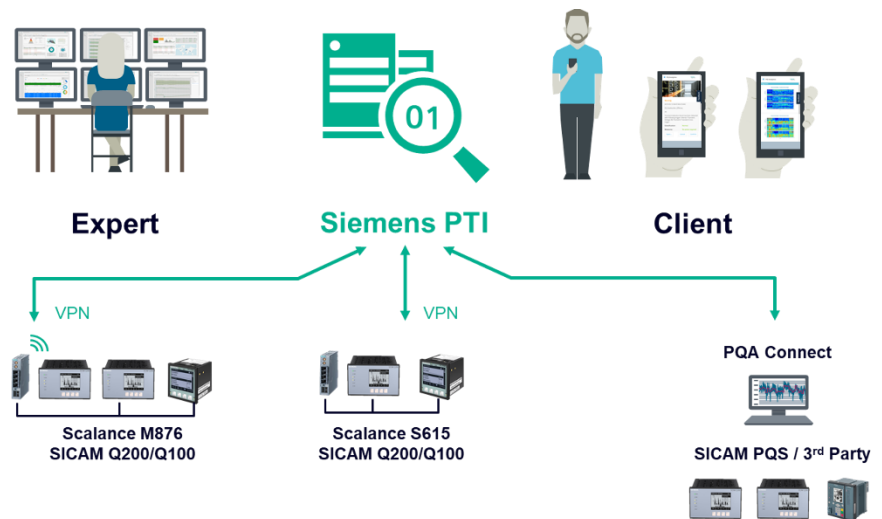 01
Expert
Siemens PTI
Client
VPN
VPN
PQA Connect
Scalance M876
SICAM Q200/Q100
Scalance S615
SICAM Q200/Q100
SICAM PQS / 3rd Party